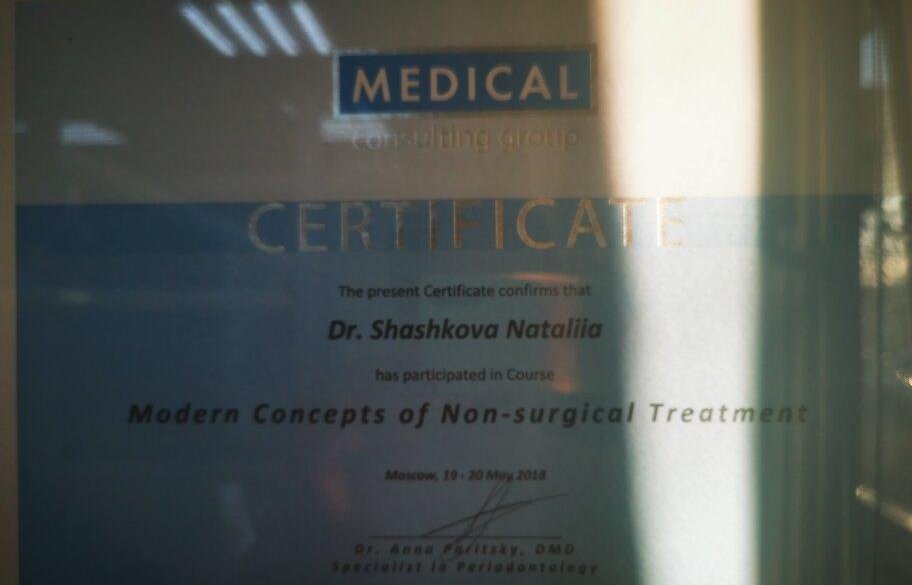 MEDICAL
consulting group
CERTIFICATE
The present Certificate confirms that
Dr. Shashkova Nataliia
has participated in Course
Modern Concepts of Non-surgical Treatment
Moscow, 19 - 20 May 2018
Dr. Anna Paritsky, DMD
Specialist in Periodontology